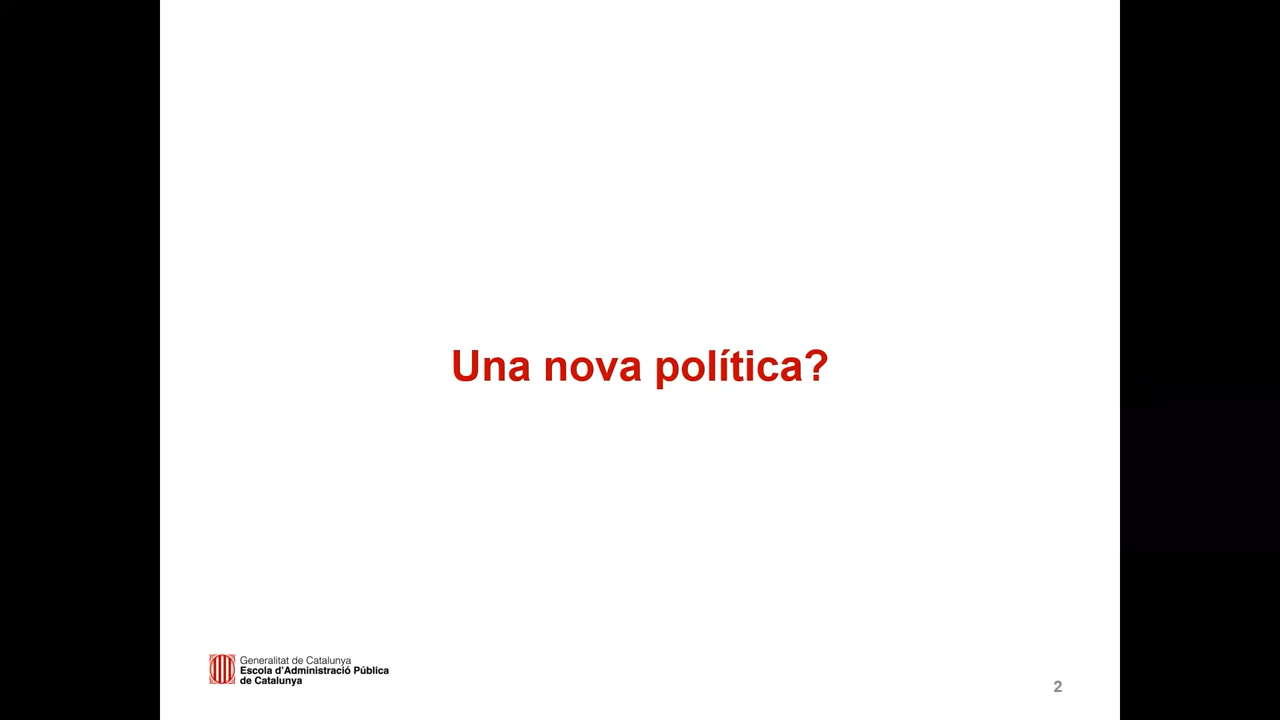 Una nova política?
Generalitat de Catalunya
Escola d'Administració Pública
de Catalunya
2